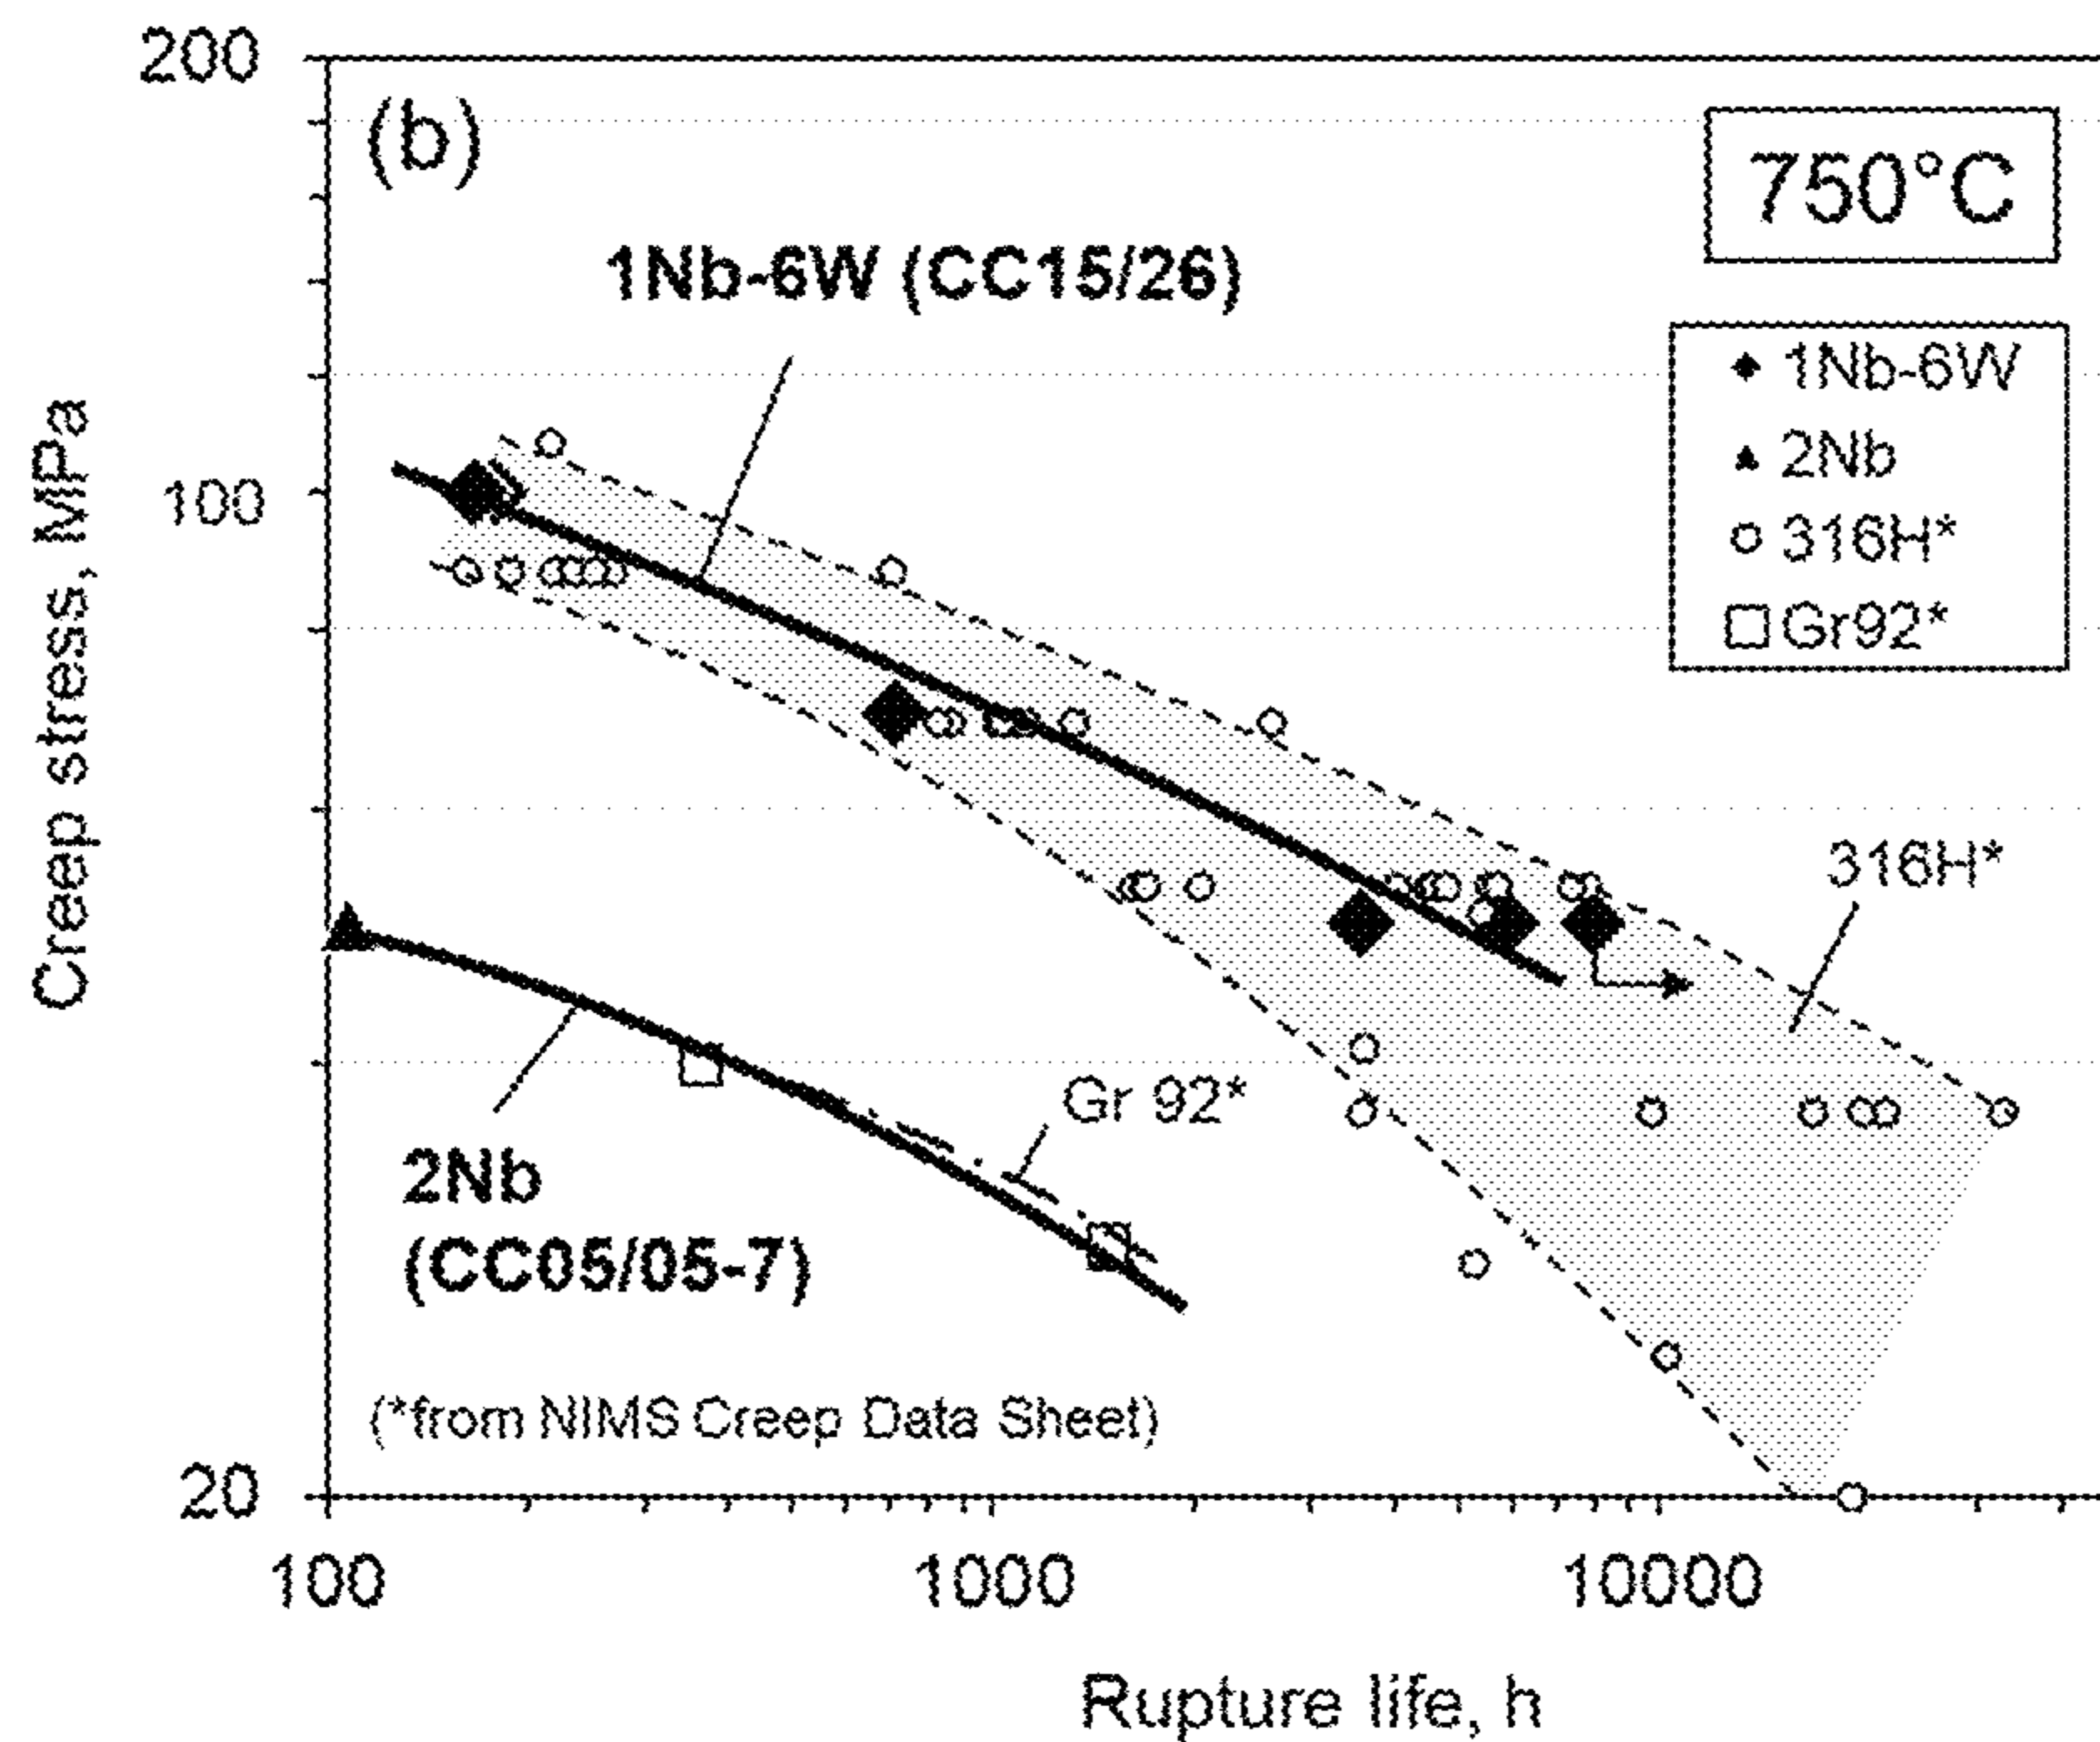 200
(b)
750°C
1Nb-6W (CC15/26)
1Nb-6W
2Nb
316H*
Gr92*
Creep stress, MPa
100
316H*
Gr 92*
2Nb
(CC05/05-7)
(*from NIMS Creep Data Sheet)
20
100
1000
10000
Rupture life, h